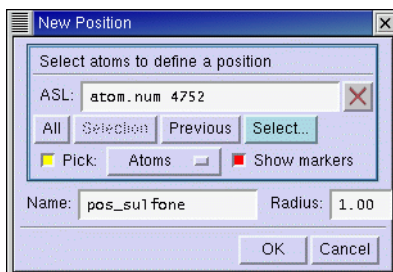 New Position
Select atoms to define a position
ASL: atom.num 4752
All Selection Previous Select...
Pick: Atoms Show markers
Name: pos_sulfone Radius: 1.00
OK Cancel